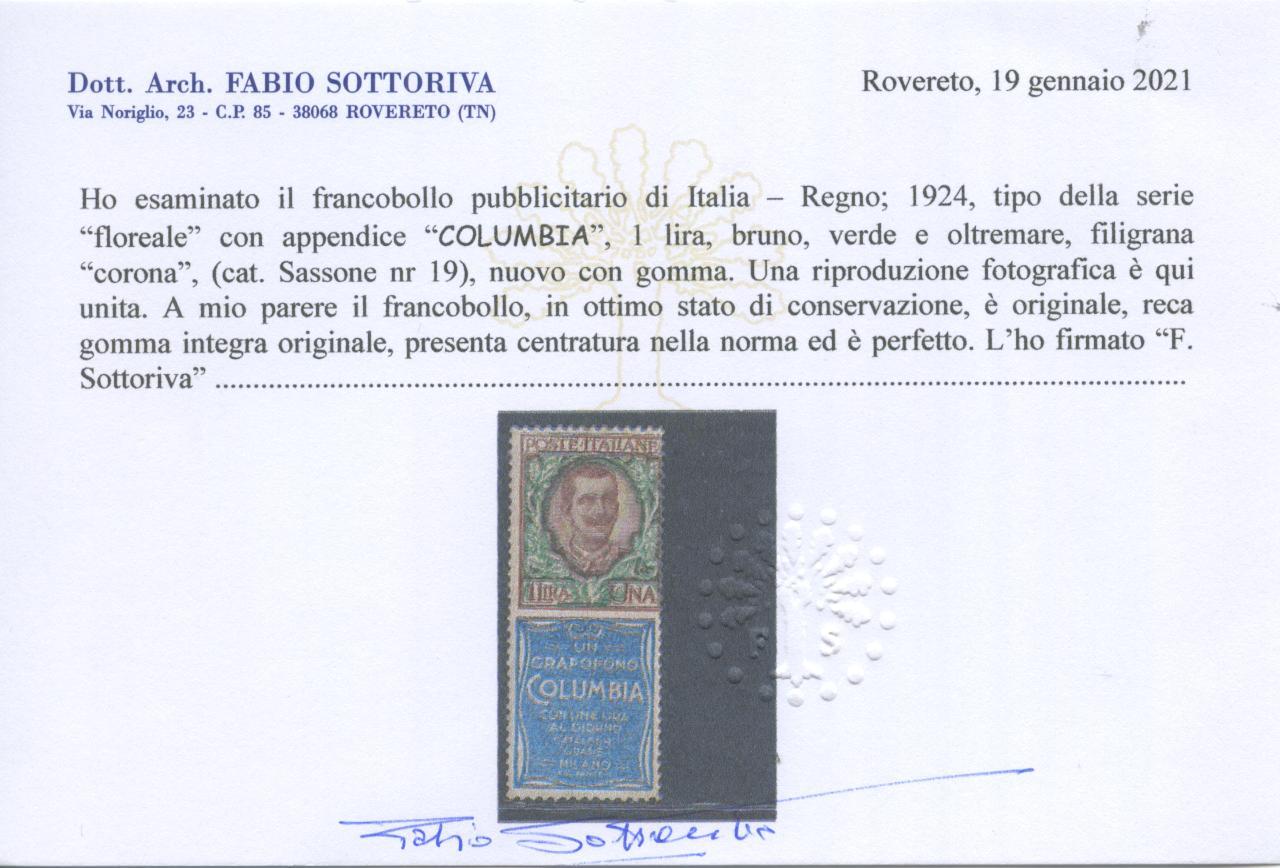 Dott. Arch. FABIO SOTTORIVA
Via Noriglio, 23 - C.P. 85 - 38068 ROVERETO (TN)
Rovereto, 19 gennaio 2021
Ho esaminato il francobollo pubblicitario di Italia – Regno; 1924, tipo della serie
“floreale” con appendice “COLUMBIA”, 1 lira, bruno, verde e oltremare, filigrana
“corona”, (cat. Sassone nr 19), nuovo con gomma. Una riproduzione fotografica è qui
unita. A mio parere il francobollo, in ottimo stato di conservazione, è originale, reca
gomma integra originale, presenta centratura nella norma ed è perfetto. L’ho firmato “F.
Sottoriva” ................................................................................................................................
POSTE·ITALIANE
1 LIRA UNA
UN
GRAFOFONO
COLUMBIA
CON UNA LIRA
AL GIORNO
MILANO
F S
Fabio Sottoriva